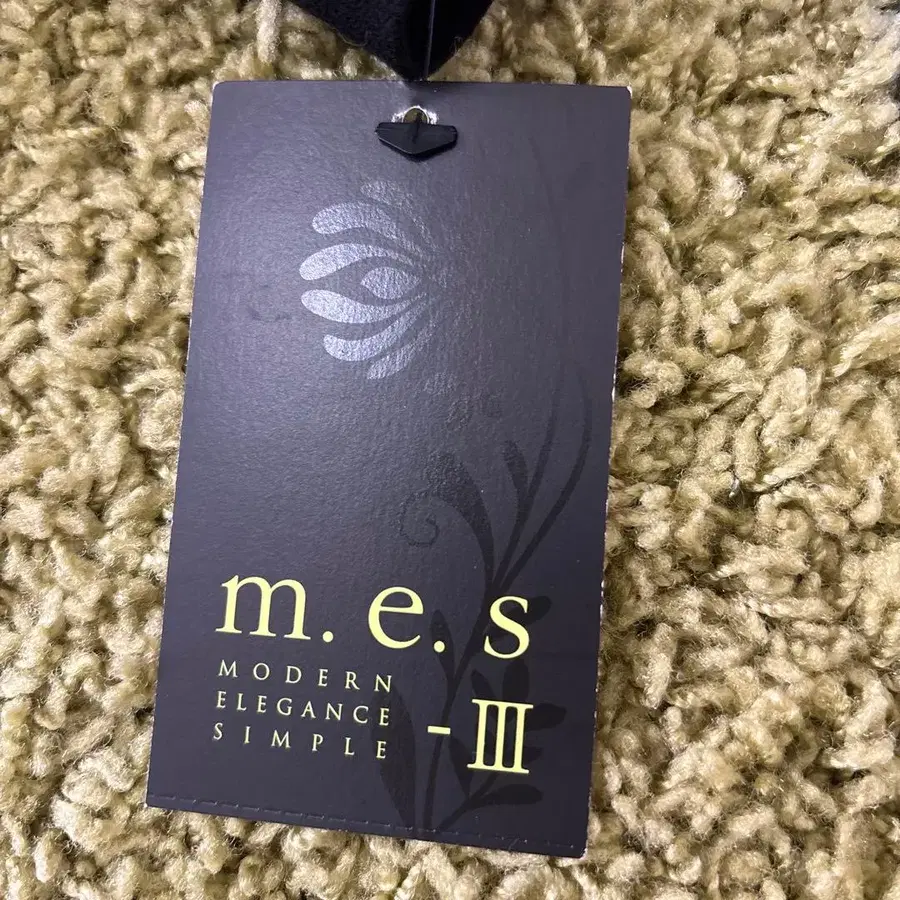 m. e. s
MODERN
ELEGANCE
SIMPLE
- III